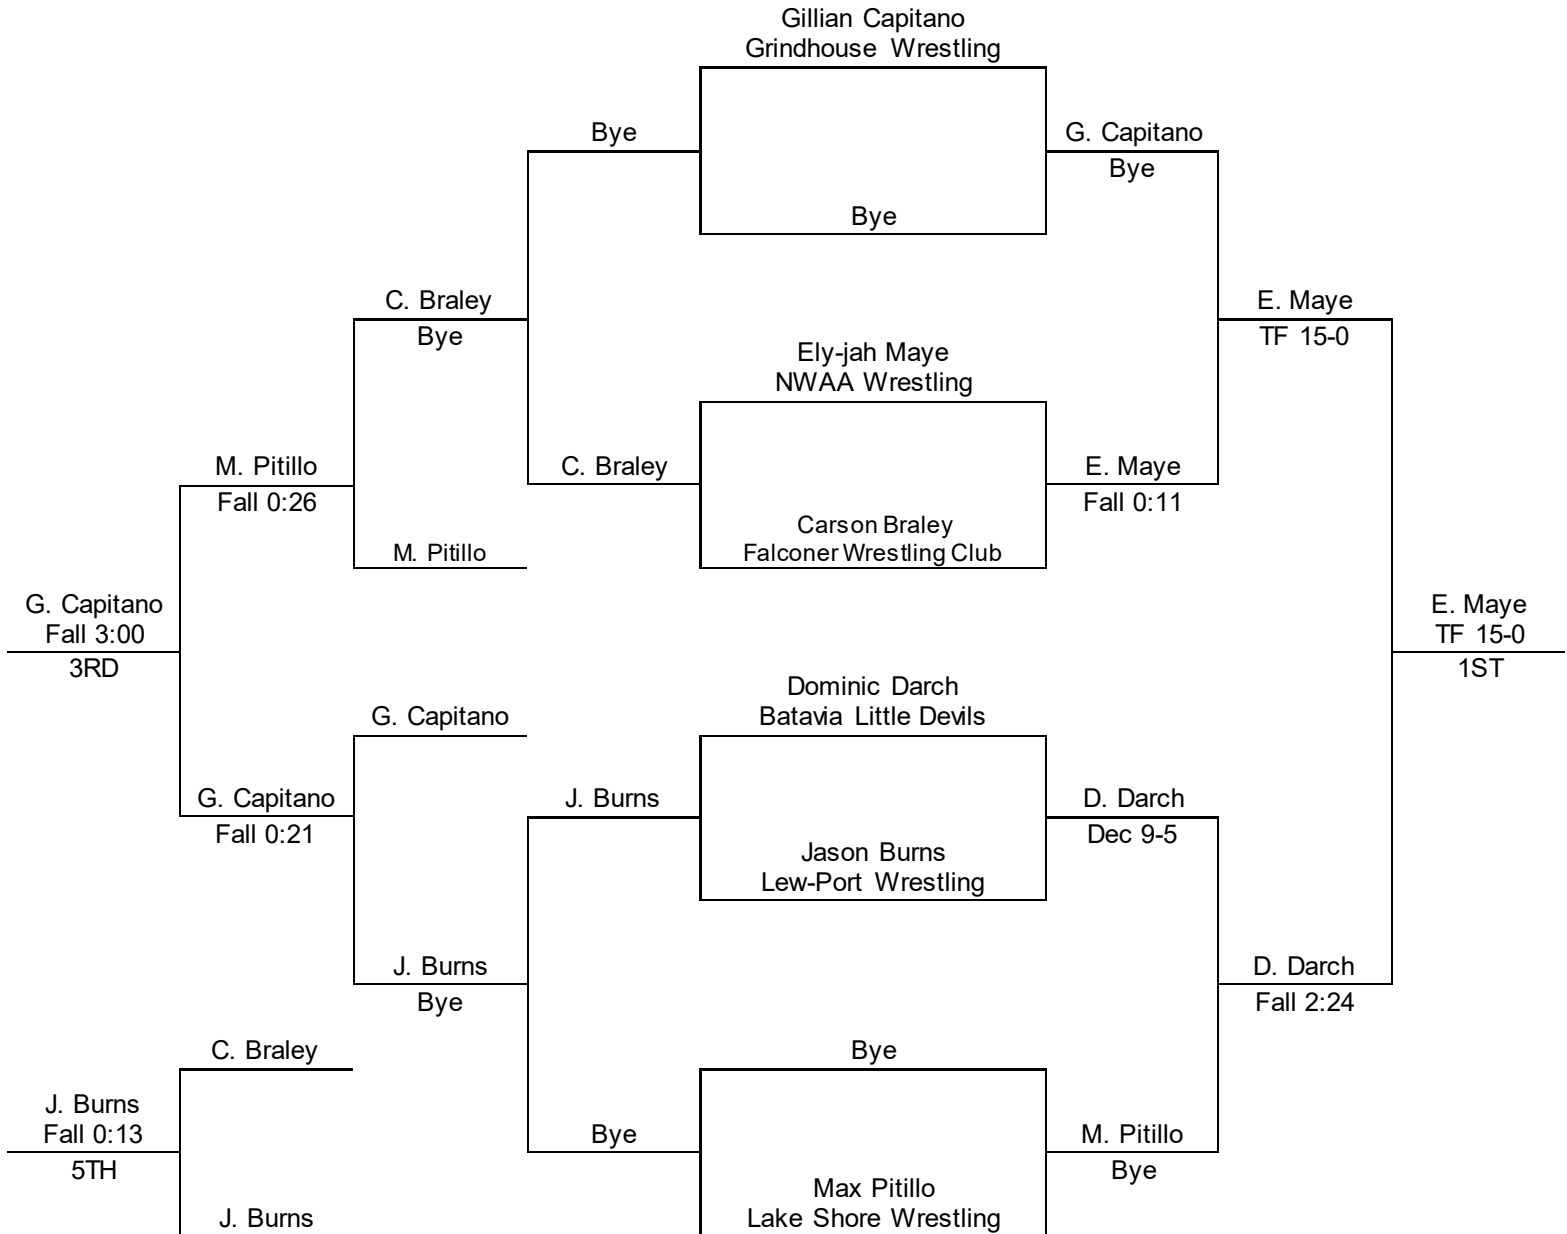 Gillian Capitano
Grindhouse Wrestling
Bye
G. Capitano
Bye
Bye
C. Braley
Bye
E. Maye
TF 15-0
Ely-jah Maye
NWAA Wrestling
M. Pitillo
Fall 0:26
C. Braley
E. Maye
Fall 0:11
Carson Braley
Falconer Wrestling Club
M. Pitillo
G. Capitano
Fall 3:00
3RD
E. Maye
TF 15-0
1ST
Dominic Darch
Batavia Little Devils
G. Capitano
G. Capitano
Fall 0:21
J. Burns
D. Darch
Dec 9-5
Jason Burns
Lew-Port Wrestling
J. Burns
Bye
D. Darch
Fall 2:24
C. Braley
Bye
J. Burns
Fall 0:13
5TH
Bye
M. Pitillo
Bye
Max Pitillo
Lake Shore Wrestling
J. Burns